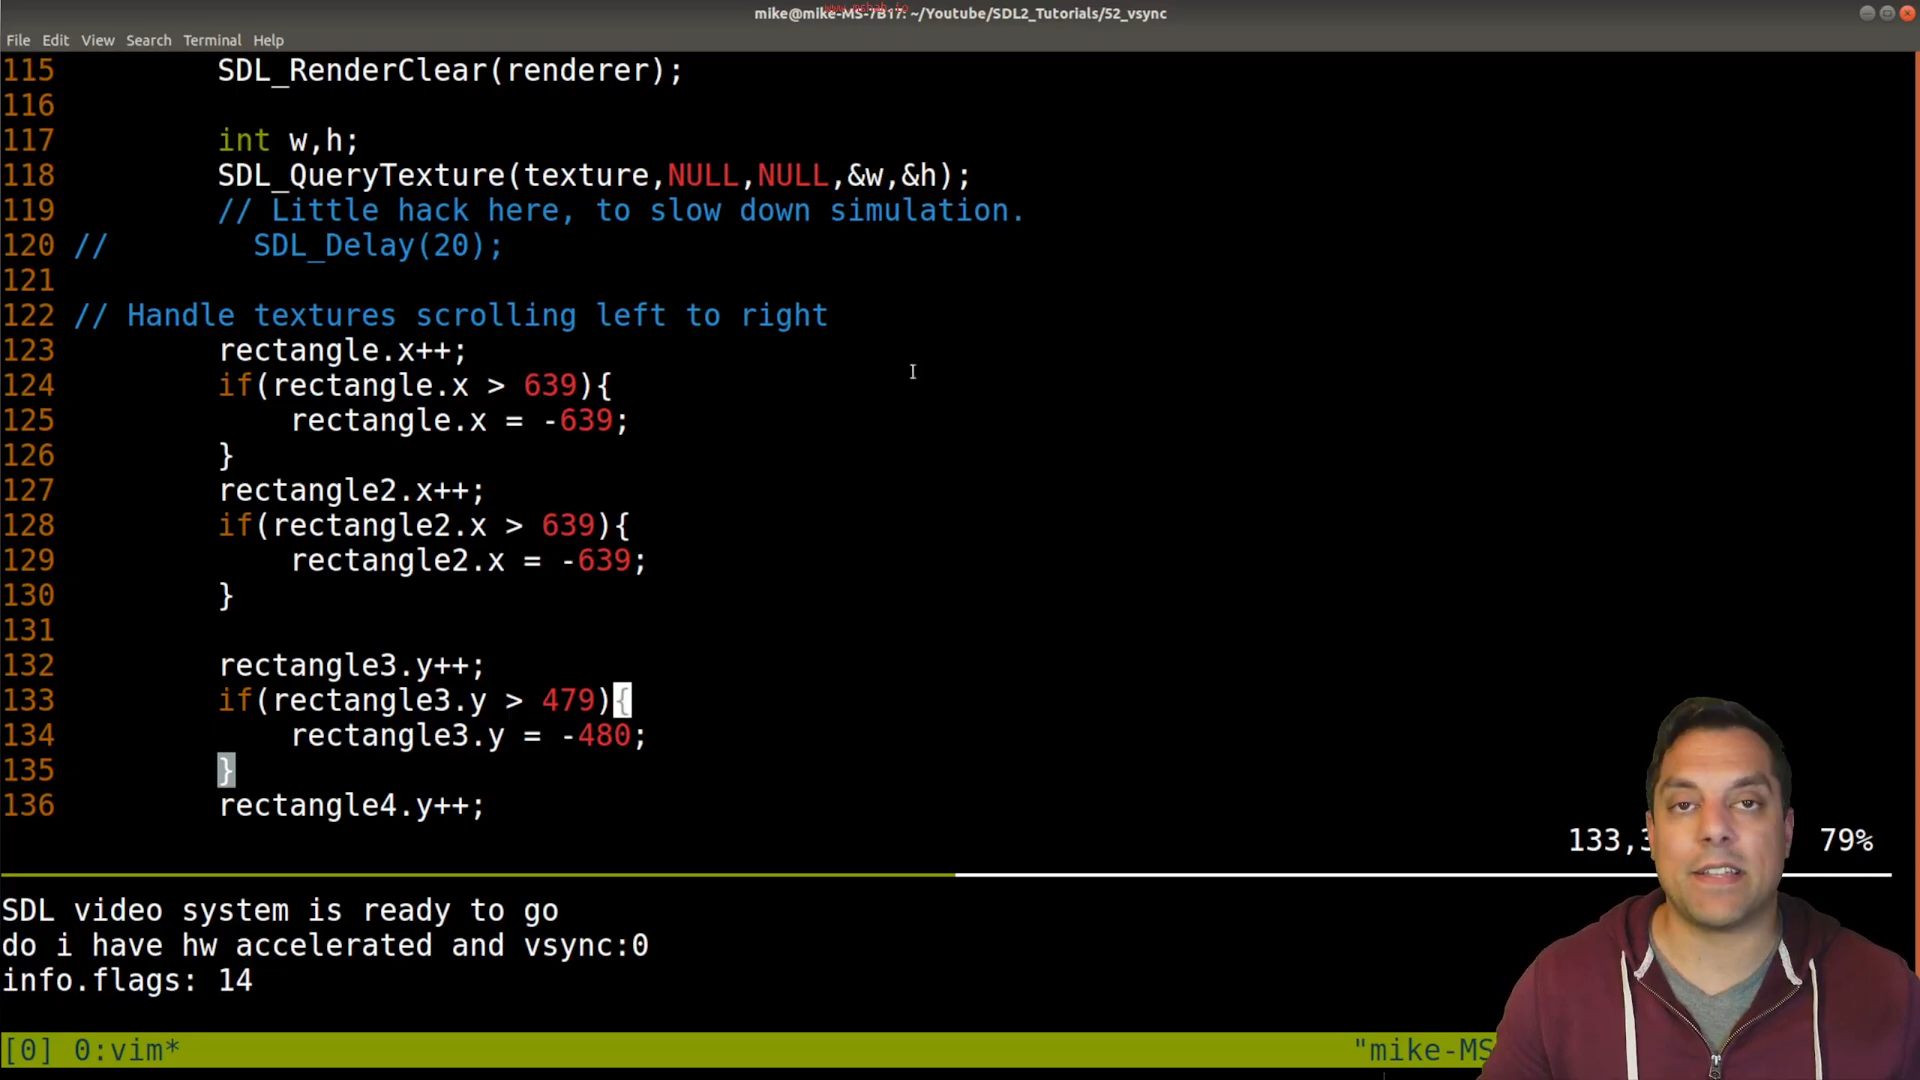 www.mshah.io
mike@mike-MS-7B17: ~/Youtube/SDL2_Tutorials/52_vsync
File Edit View Search Terminal Help
115         SDL_RenderClear(renderer);
116
117         int w,h;
118         SDL_QueryTexture(texture,NULL,NULL,&w,&h);
119         // Little hack here, to slow down simulation.
120 //        SDL_Delay(20);
121
122 // Handle textures scrolling left to right
123         rectangle.x++;
124         if(rectangle.x > 639){
125             rectangle.x = -639;
126         }
127         rectangle2.x++;
128         if(rectangle2.x > 639){
129             rectangle2.x = -639;
130         }
131
132         rectangle3.y++;
133         if(rectangle3.y > 479){
134             rectangle3.y = -480;
135         }
136         rectangle4.y++;
133,3 79%
SDL video system is ready to go
do i have hw accelerated and vsync:0
info.flags: 14
[0] 0:vim* "mike-MS